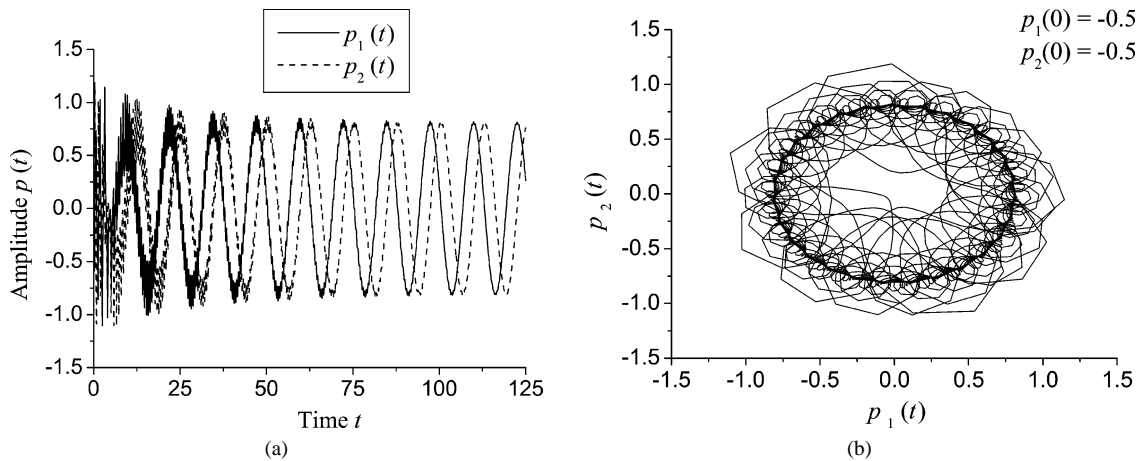 p₁ (t)
p₂ (t)
1.5
1.0
0.5
0.0
-0.5
-1.0
-1.5
Amplitude p (t)
0 25 50 75 100 125
Time t
(a)
p₁(0) = -0.5
p₂(0) = -0.5
1.5
1.0
0.5
0.0
-0.5
-1.0
-1.5
p₂ (t)
-1.5 -1.0 -0.5 0.0 0.5 1.0 1.5
p ₁ (t)
(b)